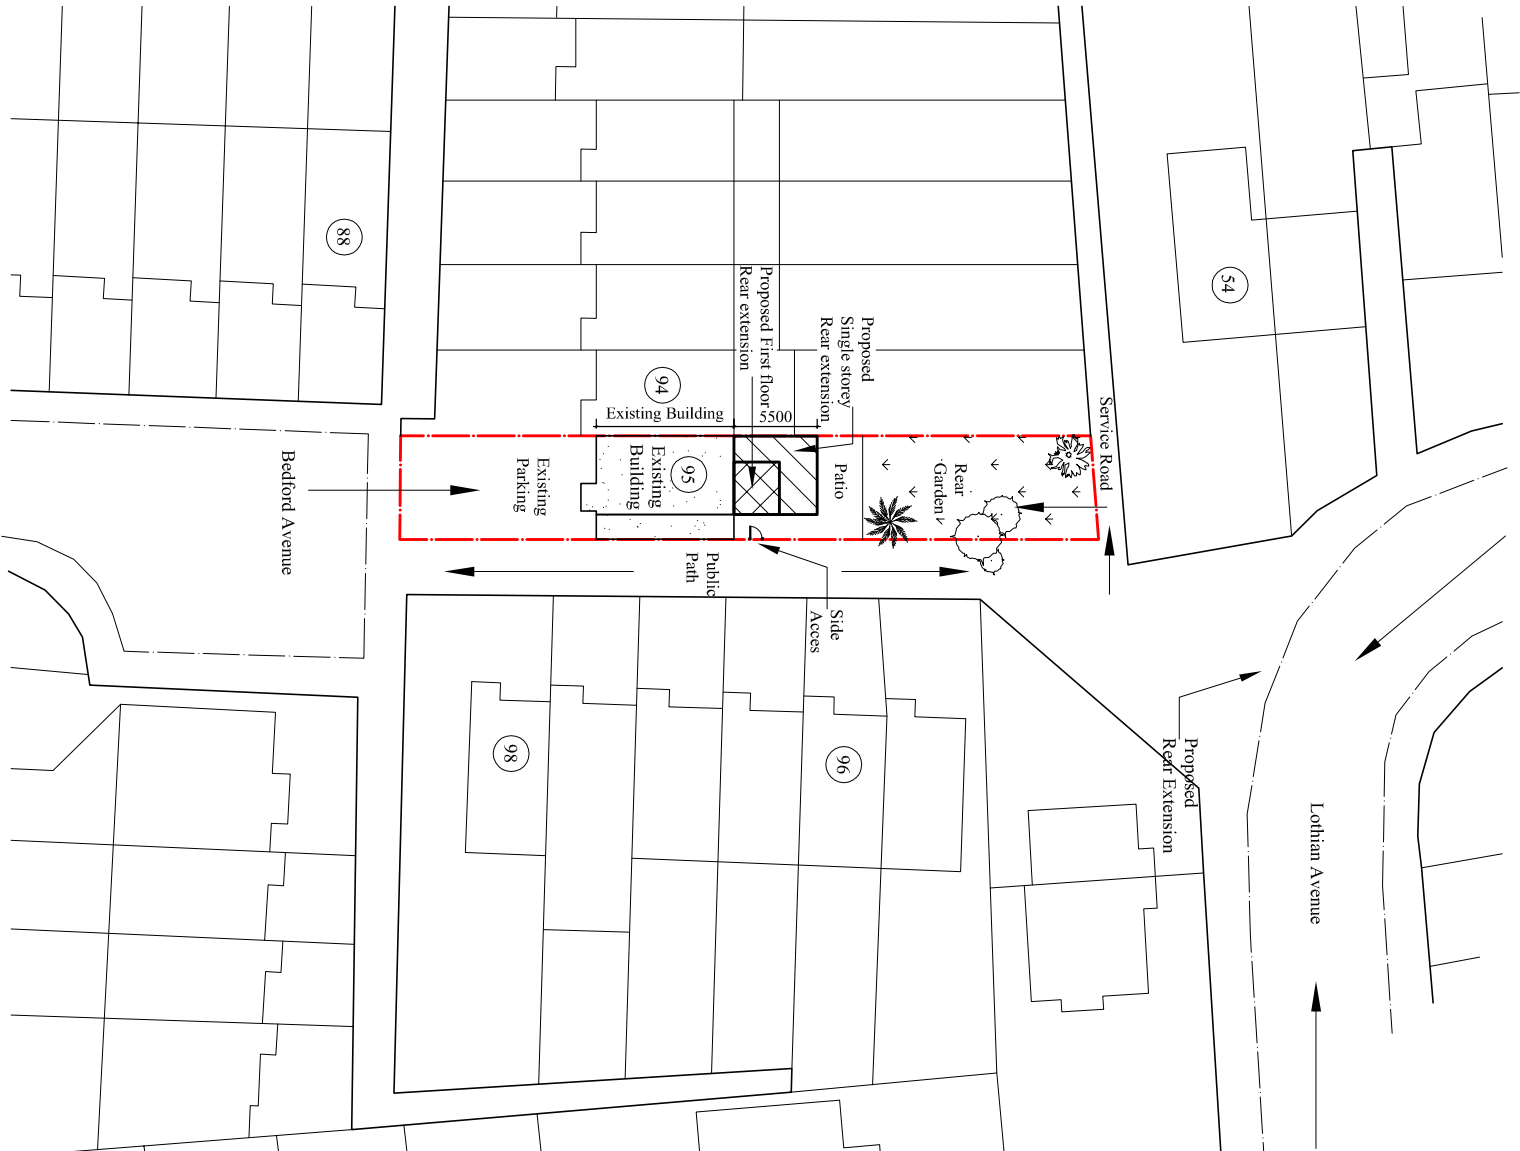 88
54
Proposed First floor
Rear extension
Proposed
Single storey
Rear extension
94
Existing Building
5500
Service Road
Bedford Avenue
Existing
Parking
Existing
Building
95
Patio
Rear
Garden
Public
Path
Side
Acces
98
96
Proposed
Rear Extension
Lothian Avenue